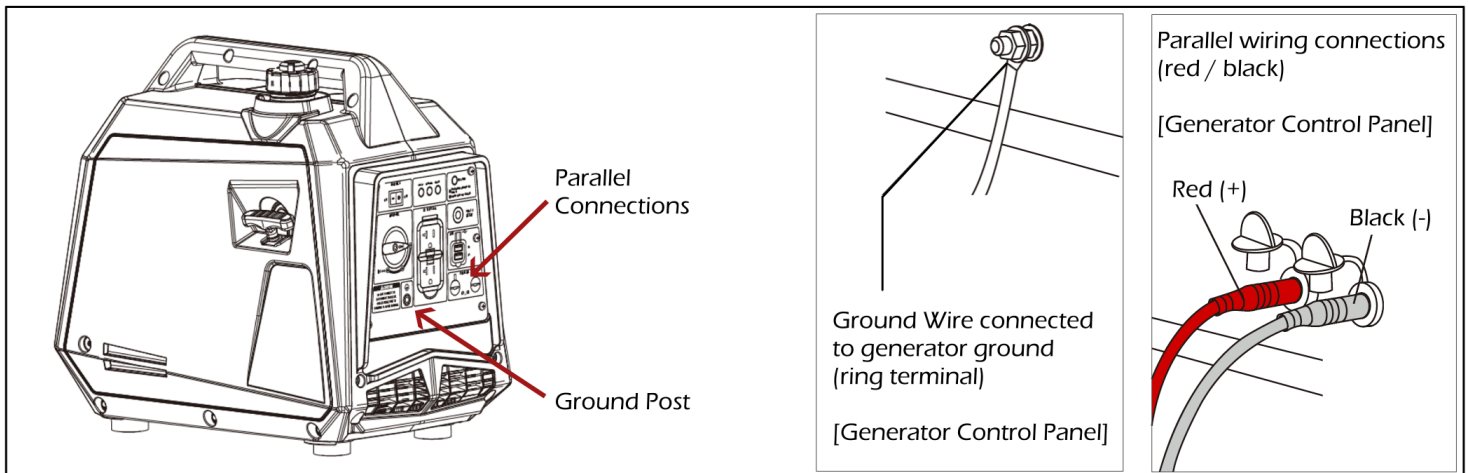 Parallel
Connections
Ground Post
Ground Wire connected
to generator ground
(ring terminal)
[Generator Control Panel]
Parallel wiring connections
(red / black)
[Generator Control Panel]
Red (+)
Black (-)